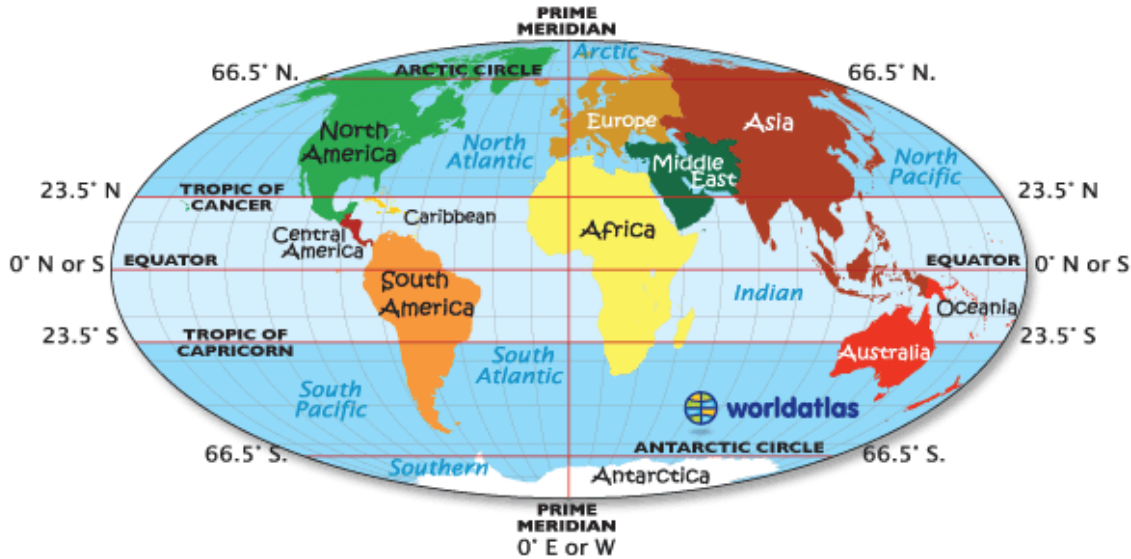 PRIME
MERIDIAN
Arctic
66.5° N.
ARCTIC CIRCLE
66.5° N.
North
America
North
Atlantic
Europe
Asia
Middle
East
North
Pacific
23.5° N
TROPIC OF
CANCER
23.5° N
Caribbean
Central
America
Africa
0° N or S
EQUATOR
EQUATOR
0° N or S
South
America
Indian
Oceania
23.5° S
TROPIC OF
CAPRICORN
23.5° S
South
Atlantic
Australia
South
Pacific
worldatlas
ANTARCTIC CIRCLE
66.5° S.
66.5° S.
Southern
Antarctica
PRIME
MERIDIAN
0° E or W